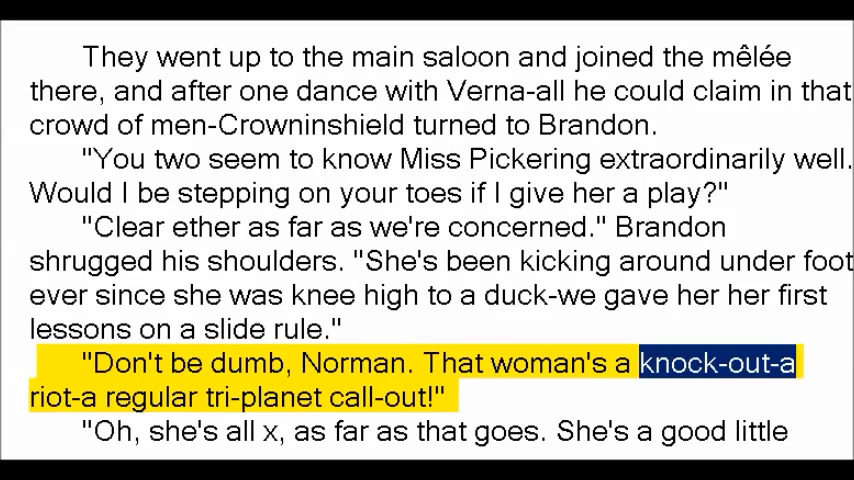 They went up to the main saloon and joined the mêlée
there, and after one dance with Verna-all he could claim in that
crowd of men-Crowninshield turned to Brandon.
"You two seem to know Miss Pickering extraordinarily well.
Would I be stepping on your toes if I give her a play?"
"Clear ether as far as we're concerned." Brandon
shrugged his shoulders. "She's been kicking around under foot
ever since she was knee high to a duck-we gave her her first
lessons on a slide rule."
"Don't be dumb, Norman. That woman's a knock-out-a
riot-a regular tri-planet call-out!"
"Oh, she's all x, as far as that goes. She's a good little